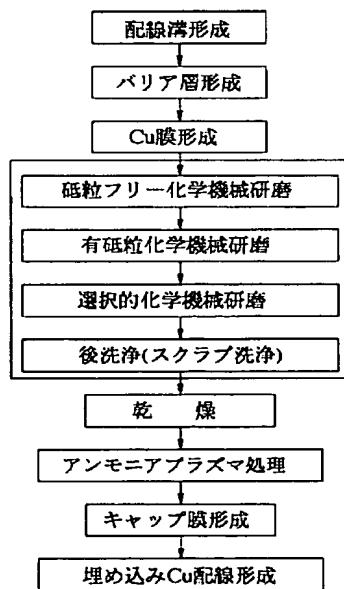 配線溝形成
バリア層形成
Cu膜形成
砥粒フリー化学機械研磨
有砥粒化学機械研磨
選択的化学機械研磨
後洗浄(スクラブ洗浄)
乾　燥
アンモニアプラズマ処理
キャップ膜形成
埋め込みCu配線形成